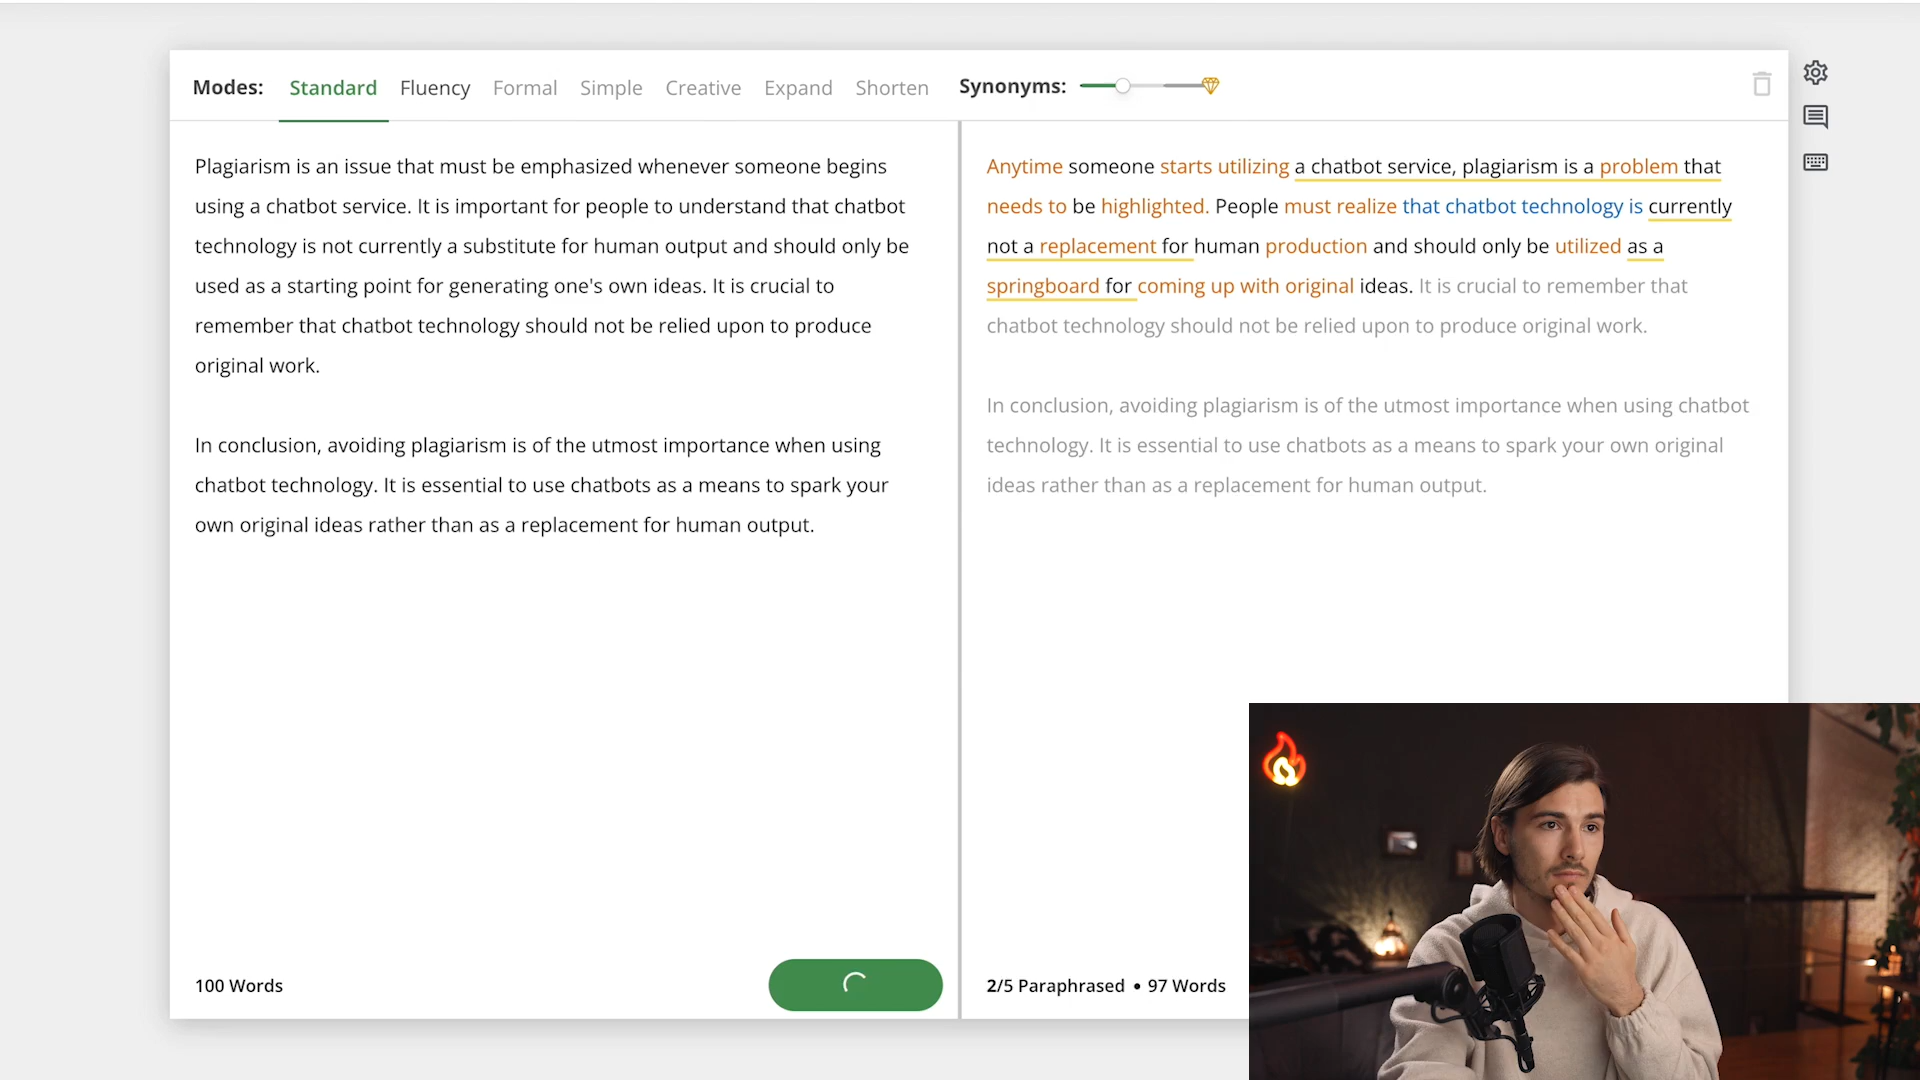 Modes: Standard Fluency Formal Simple Creative Expand Shorten Synonyms:
Plagiarism is an issue that must be emphasized whenever someone begins
using a chatbot service. It is important for people to understand that chatbot
technology is not currently a substitute for human output and should only be
used as a starting point for generating one's own ideas. It is crucial to
remember that chatbot technology should not be relied upon to produce
original work.
In conclusion, avoiding plagiarism is of the utmost importance when using
chatbot technology. It is essential to use chatbots as a means to spark your
own original ideas rather than as a replacement for human output.
100 Words
Anytime someone starts utilizing a chatbot service, plagiarism is a problem that
needs to be highlighted. People must realize that chatbot technology is currently
not a replacement for human production and should only be utilized as a
springboard for coming up with original ideas. It is crucial to remember that
chatbot technology should not be relied upon to produce original work.
In conclusion, avoiding plagiarism is of the utmost importance when using chatbot
technology. It is essential to use chatbots as a means to spark your own original
ideas rather than as a replacement for human output.
2/5 Paraphrased • 97 Words